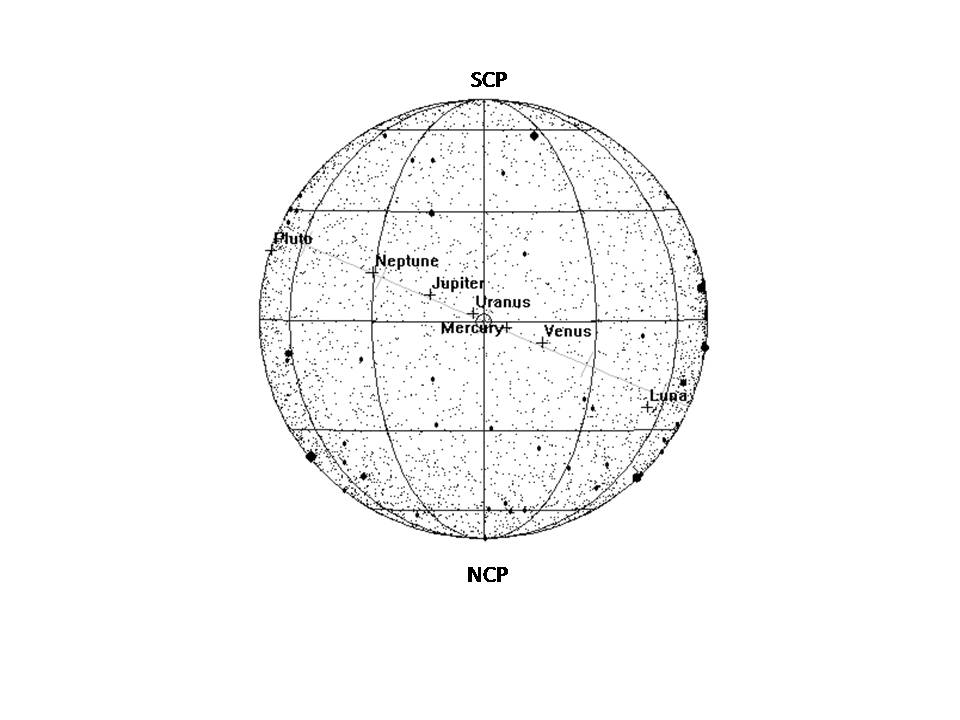 SCP
Pluto
Neptune
Jupiter
Uranus
Mercury
Venus
Luna
NCP